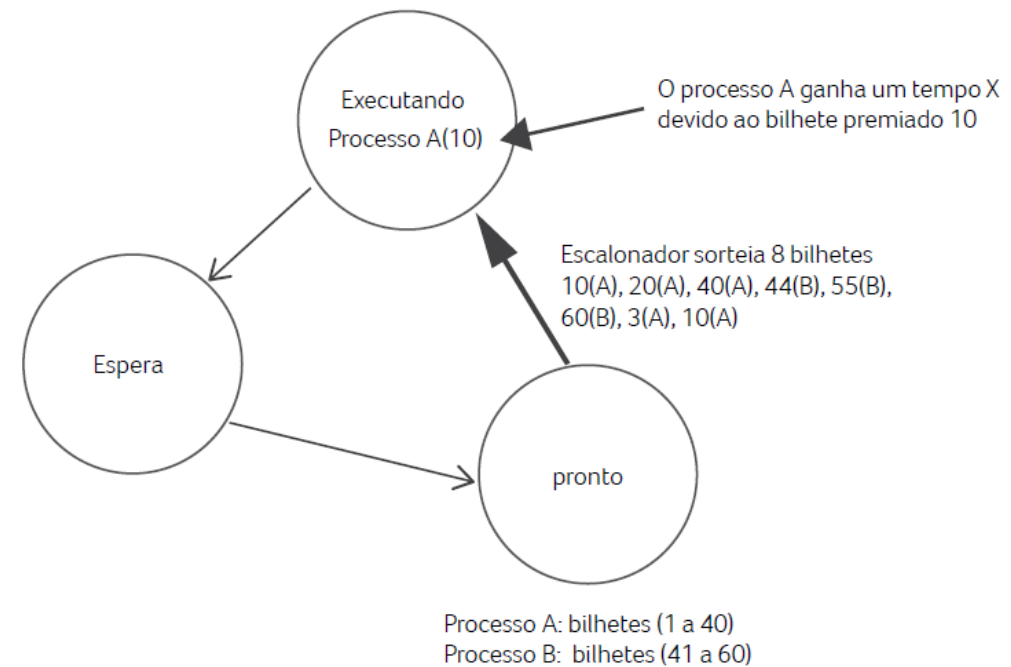 Executando
Processo A(10)
O processo A ganha um tempo X
devido ao bilhete premiado 10
Escalonador sorteia 8 bilhetes
10(A), 20(A), 40(A), 44(B), 55(B),
60(B), 3(A), 10(A)
Espera
pronto
Processo A: bilhetes (1 a 40)
Processo B: bilhetes (41 a 60)